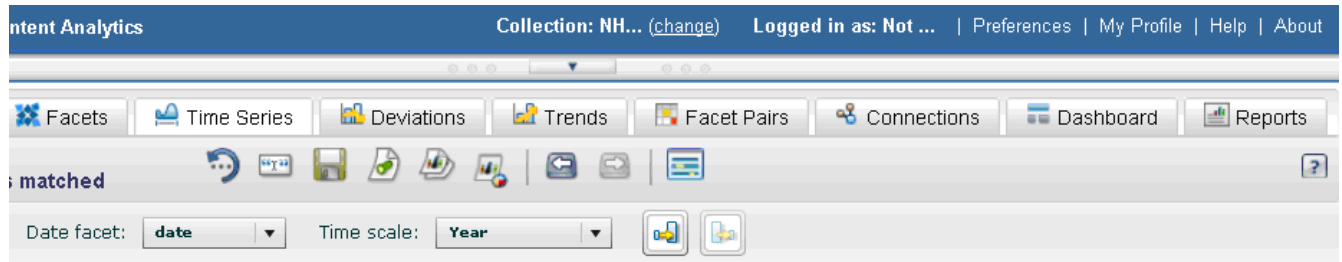 ntent Analytics Collection: NH... (change) Logged in as: Not ... | Preferences | My Profile | Help | About
Facets Time Series Deviations Trends Facet Pairs Connections Dashboard Reports
s matched "I" ?
Date facet: date Time scale: Year